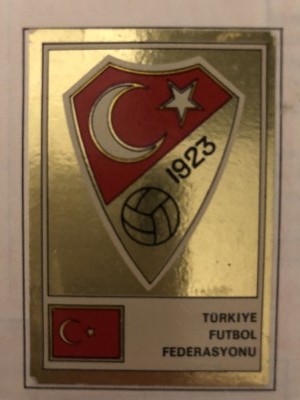 1923
TÜRKIYE
FUTBOL
FEDERASYONU